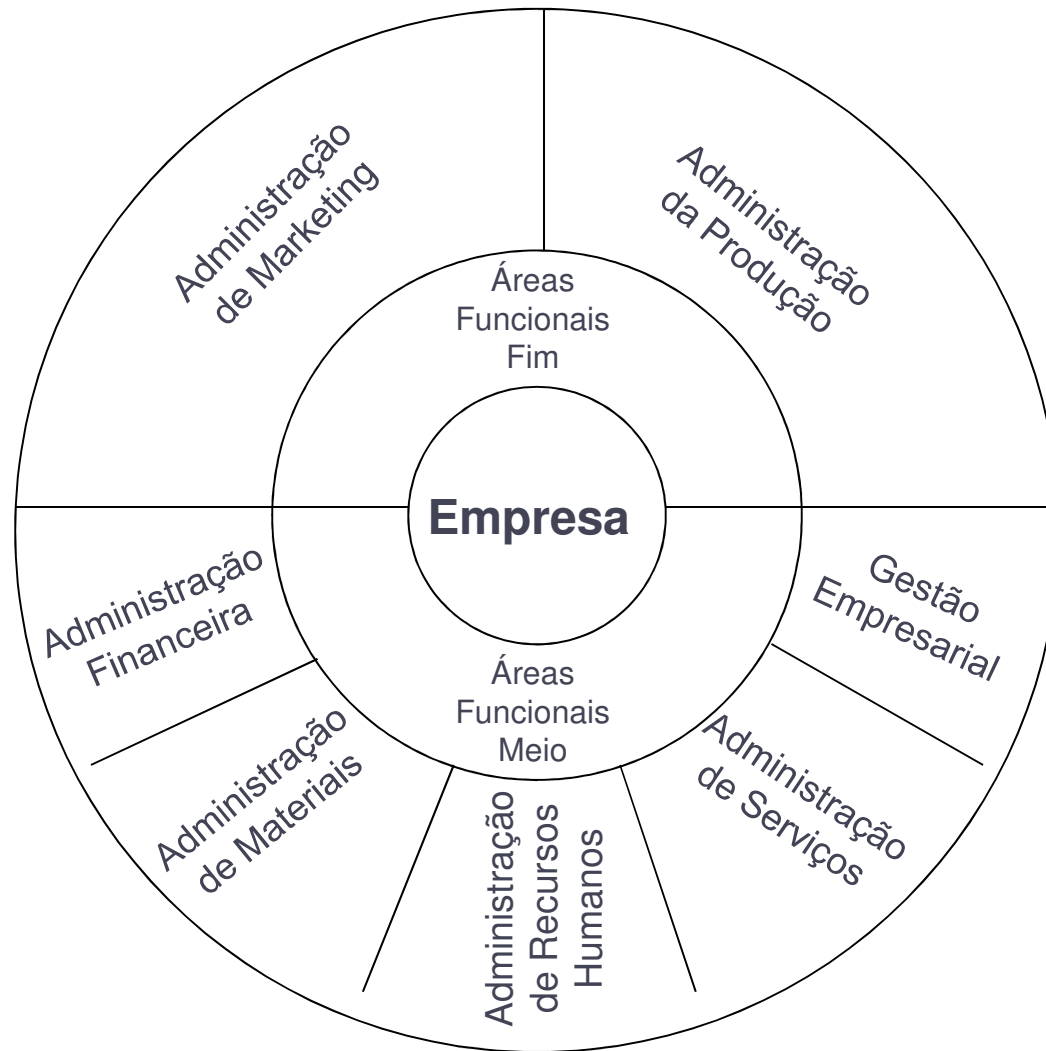 Administração
de Marketing
Administração
da Produção
Áreas
Funcionais
Fim
Empresa
Administração
Financeira
Gestão
Empresarial
Áreas
Funcionais
Meio
Administração
de Materiais
Administração
de Recursos
Humanos
Administração
de Serviços